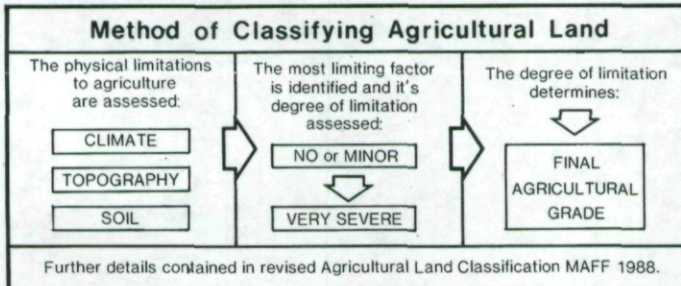 Method of Classifying Agricultural Land
The physical limitations
to agriculture
are assessed:
CLIMATE
TOPOGRAPHY
SOIL
The most limiting factor
is identified and it's
degree of limitation
assessed:
NO or MINOR
VERY SEVERE
The degree of limitation
determines:
FINAL
AGRICULTURAL
GRADE
Further details contained in revised Agricultural Land Classification MAFF 1988.